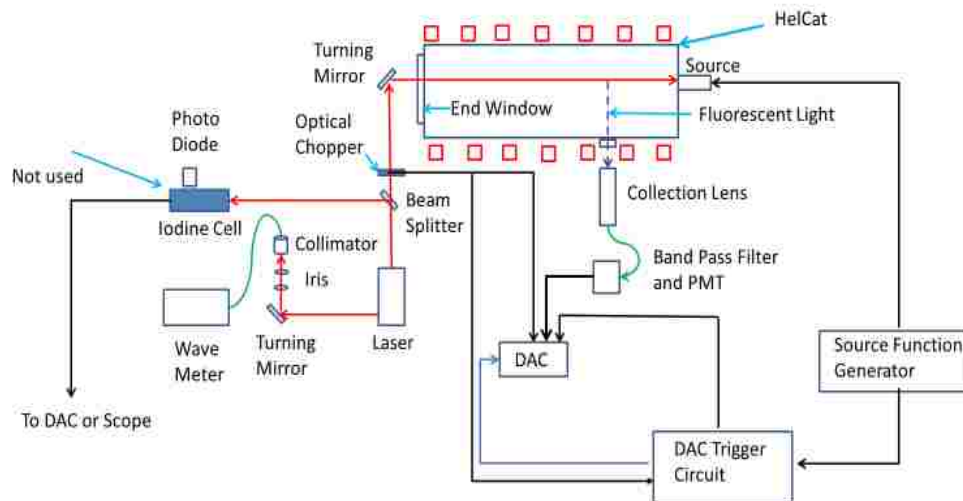 HelCat
Turning
Mirror
Source
End Window
Fluorescent Light
Photo
Diode
Optical
Chopper
Not used
Collection Lens
Beam
Splitter
Iodine Cell
Collimator
Band Pass Filter
and PMT
Iris
Wave
Meter
Turning
Mirror
Laser
DAC
Source Function
Generator
To DAC or Scope
DAC Trigger
Circuit